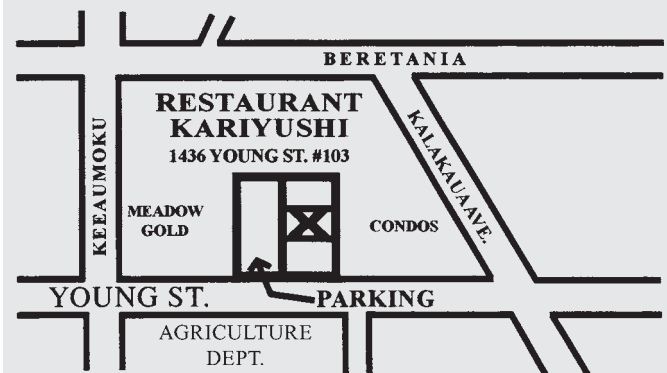 BERETANIA
RESTAURANT
KARIYUSHI
1436 YOUNG ST. #103
KEEAUMOKU
KALAKAUA AVE.
MEADOW
GOLD
CONDOS
YOUNG ST.
PARKING
AGRICULTURE
DEPT.